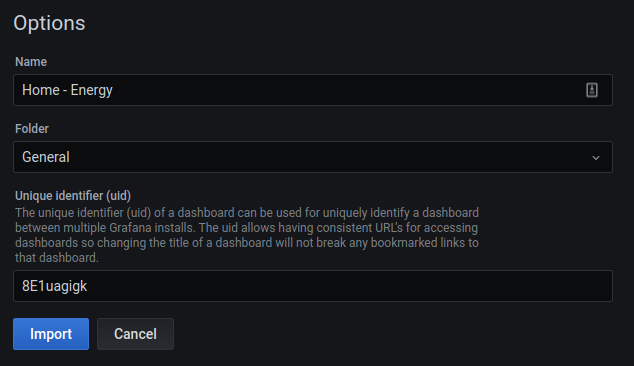 Options
Name
Home - Energy
Folder
General
Unique identifier (uid)
The unique identifier (uid) of a dashboard can be used for uniquely identify a dashboard
between multiple Grafana installs. The uid allows having consistent URL's for accessing
dashboards so changing the title of a dashboard will not break any bookmarked links to
that dashboard.
8E1uagigk
Import Cancel